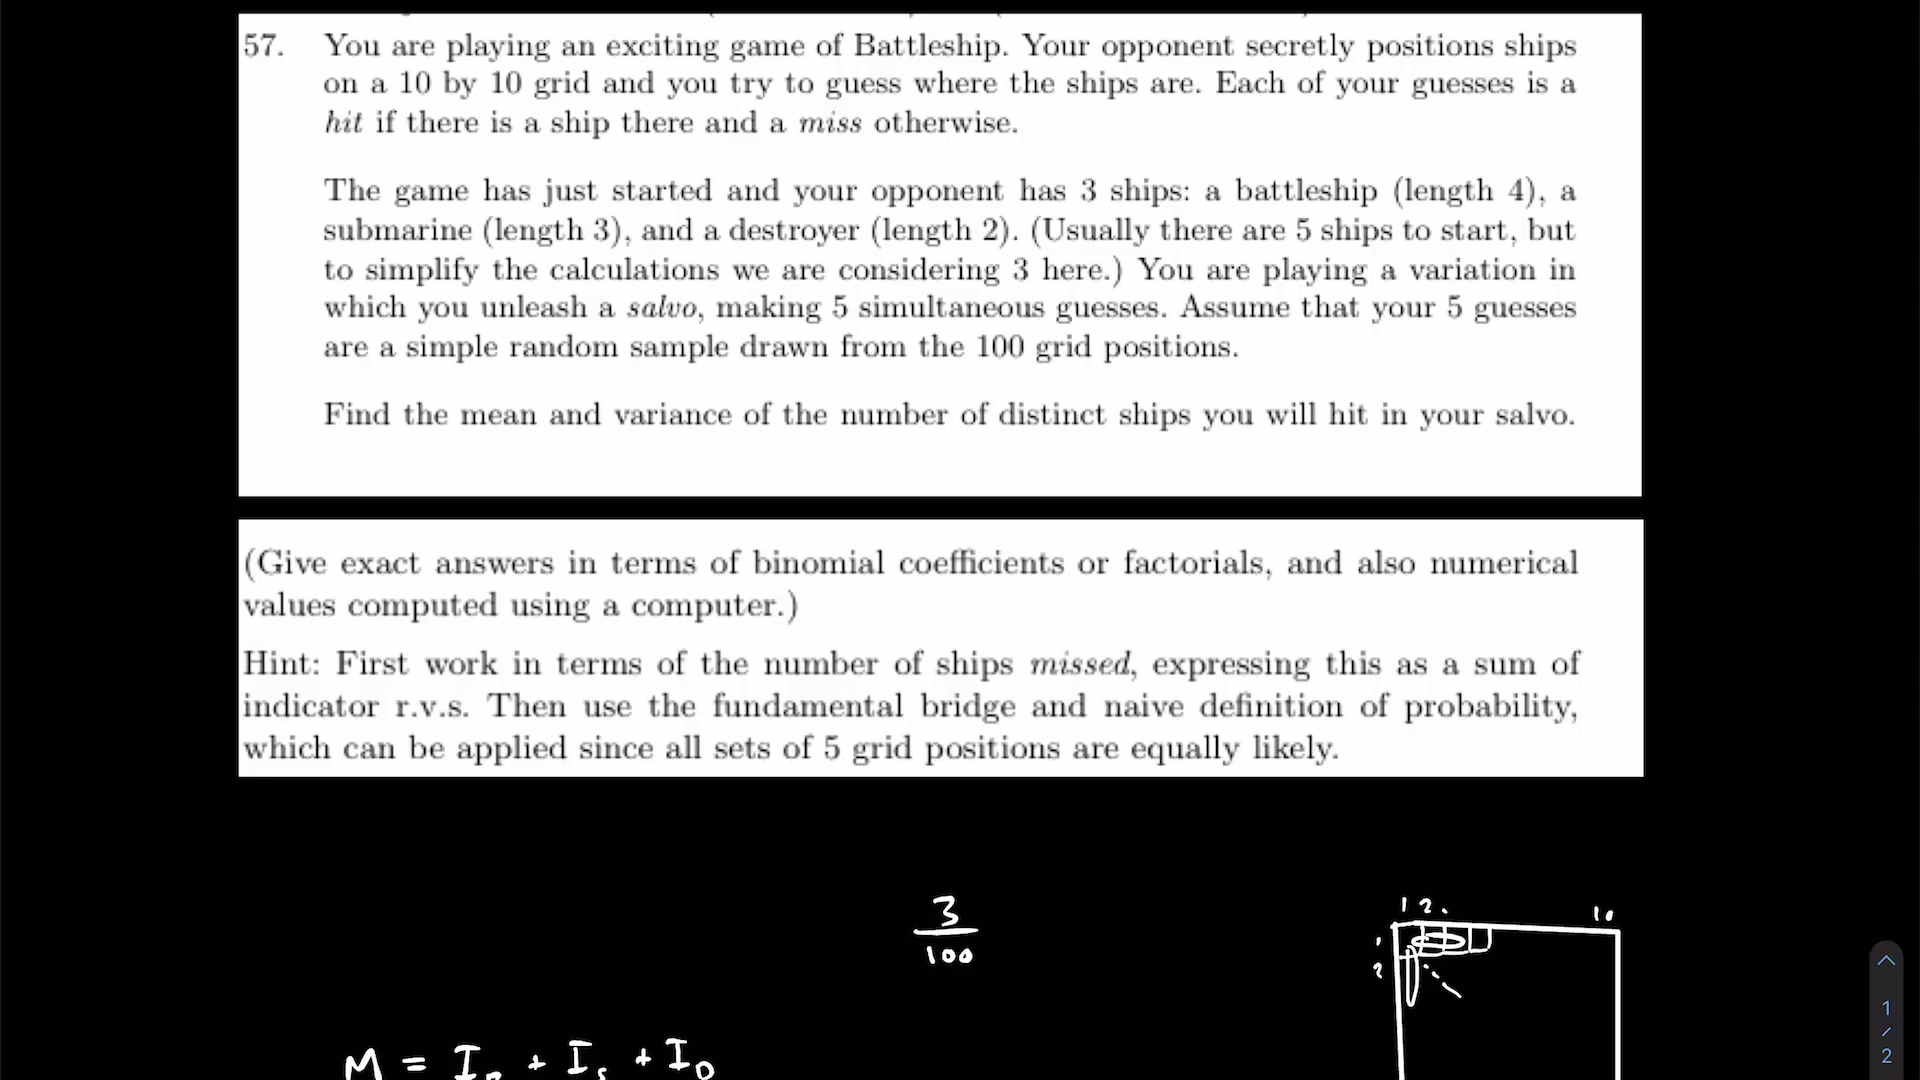 57. You are playing an exciting game of Battleship. Your opponent secretly positions ships
on a 10 by 10 grid and you try to guess where the ships are. Each of your guesses is a
hit if there is a ship there and a miss otherwise.
The game has just started and your opponent has 3 ships: a battleship (length 4), a
submarine (length 3), and a destroyer (length 2). (Usually there are 5 ships to start, but
to simplify the calculations we are considering 3 here.) You are playing a variation in
which you unleash a salvo, making 5 simultaneous guesses. Assume that your 5 guesses
are a simple random sample drawn from the 100 grid positions.
Find the mean and variance of the number of distinct ships you will hit in your salvo.
(Give exact answers in terms of binomial coefficients or factorials, and also numerical
values computed using a computer.)
Hint: First work in terms of the number of ships missed, expressing this as a sum of
indicator r.v.s. Then use the fundamental bridge and naive definition of probability,
which can be applied since all sets of 5 grid positions are equally likely.
3
100
1 2 .
10
1
2
M = I + I + I
1
/
2